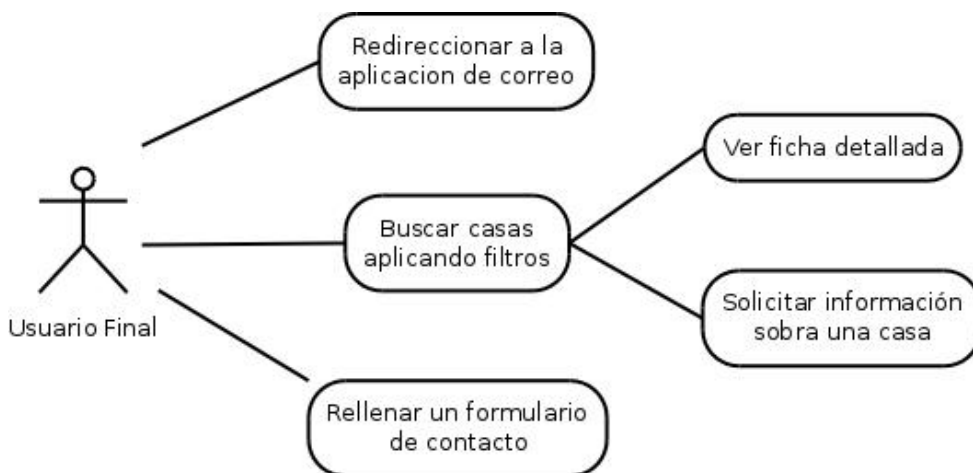 Redireccionar a la
aplicacion de correo
Ver ficha detallada
Buscar casas
aplicando filtros
Solicitar información
sobra una casa
Usuario Final
Rellenar un formulario
de contacto